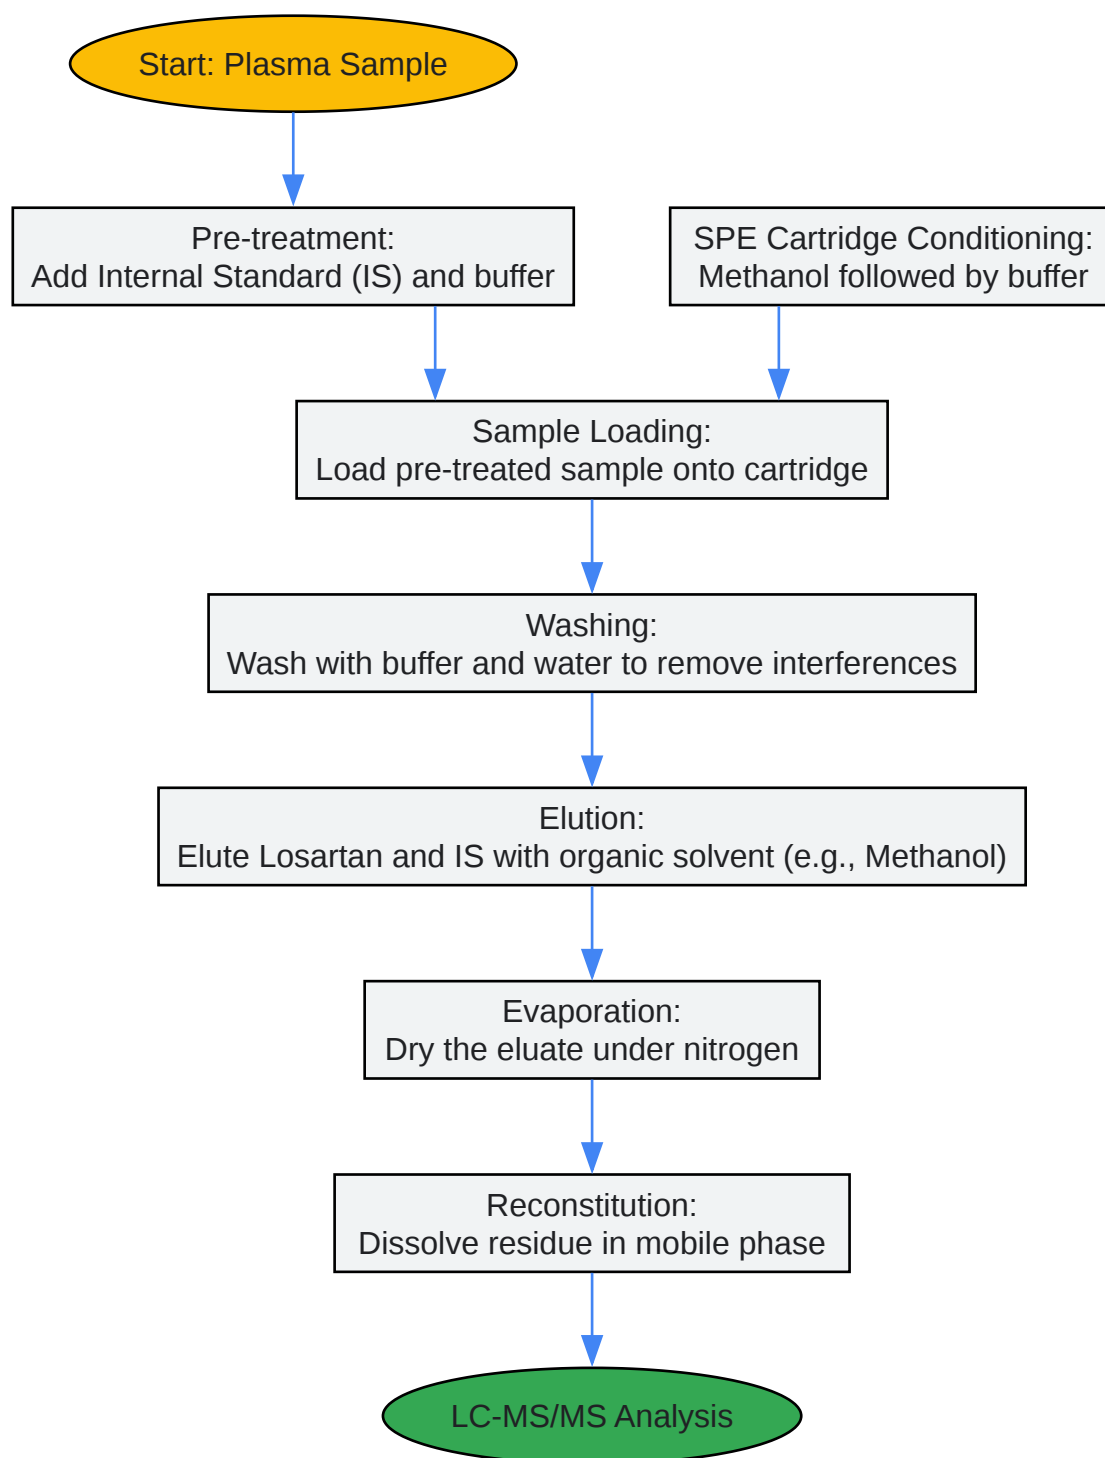 Start: Plasma Sample
Pre-treatment:
Add Internal Standard (IS) and buffer
SPE Cartridge Conditioning:
Methanol followed by buffer
Sample Loading:
Load pre-treated sample onto cartridge
Washing:
Wash with buffer and water to remove interferences
Elution:
Elute Losartan and IS with organic solvent (e.g., Methanol)
Evaporation:
Dry the eluate under nitrogen
Reconstitution:
Dissolve residue in mobile phase
LC-MS/MS Analysis